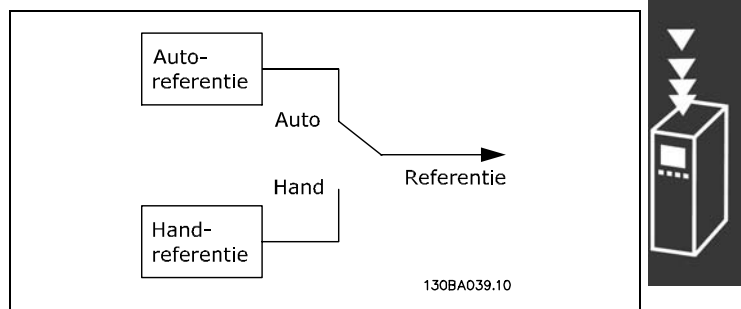 Auto-
referentie
Auto
Hand
Referentie
Hand-
referentie
130BA039.10